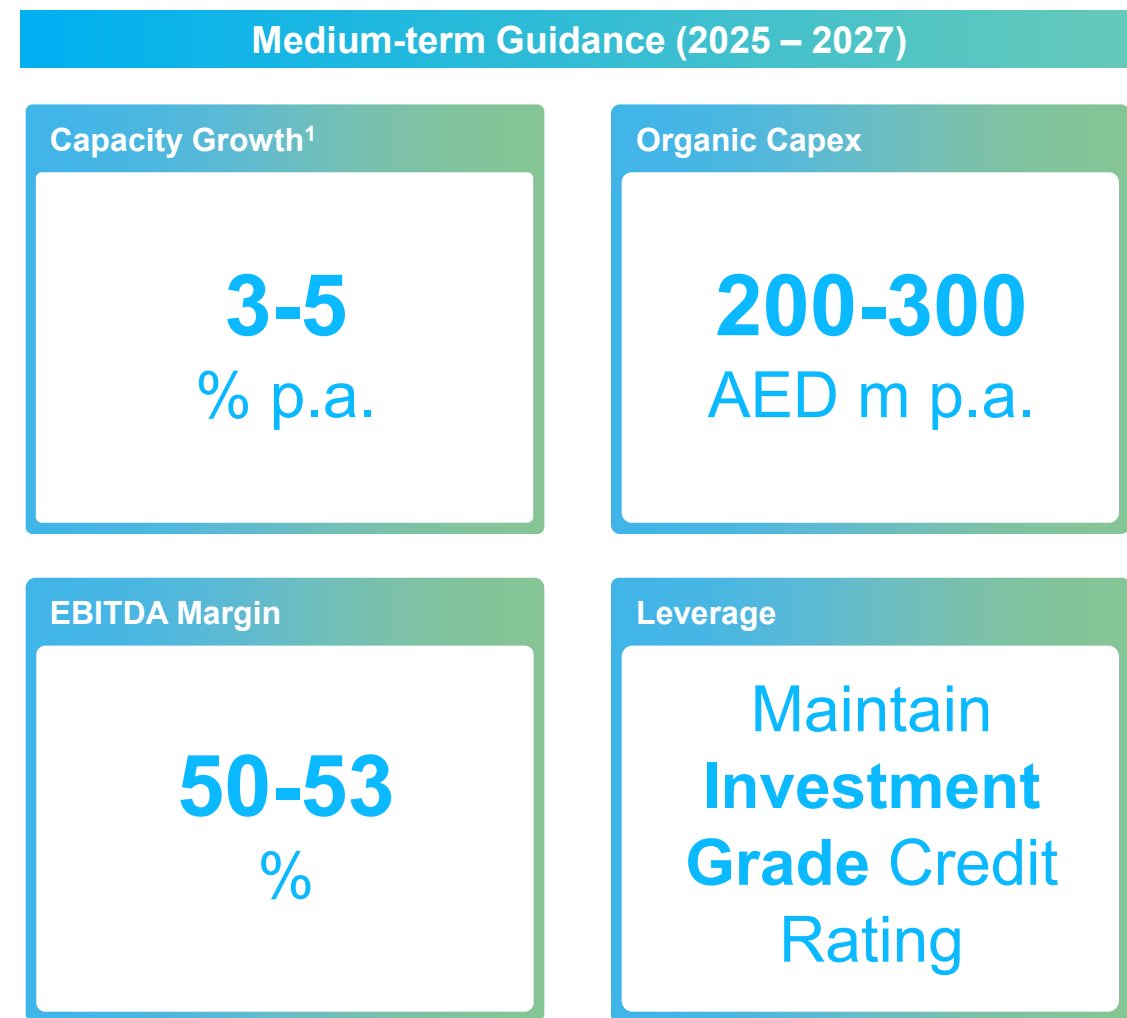 Medium-term Guidance (2025 – 2027)
Capacity Growth¹
3-5
% p.a.
Organic Capex
200-300
AED m p.a.
EBITDA Margin
50-53
%
Leverage
Maintain
Investment
Grade Credit
Rating